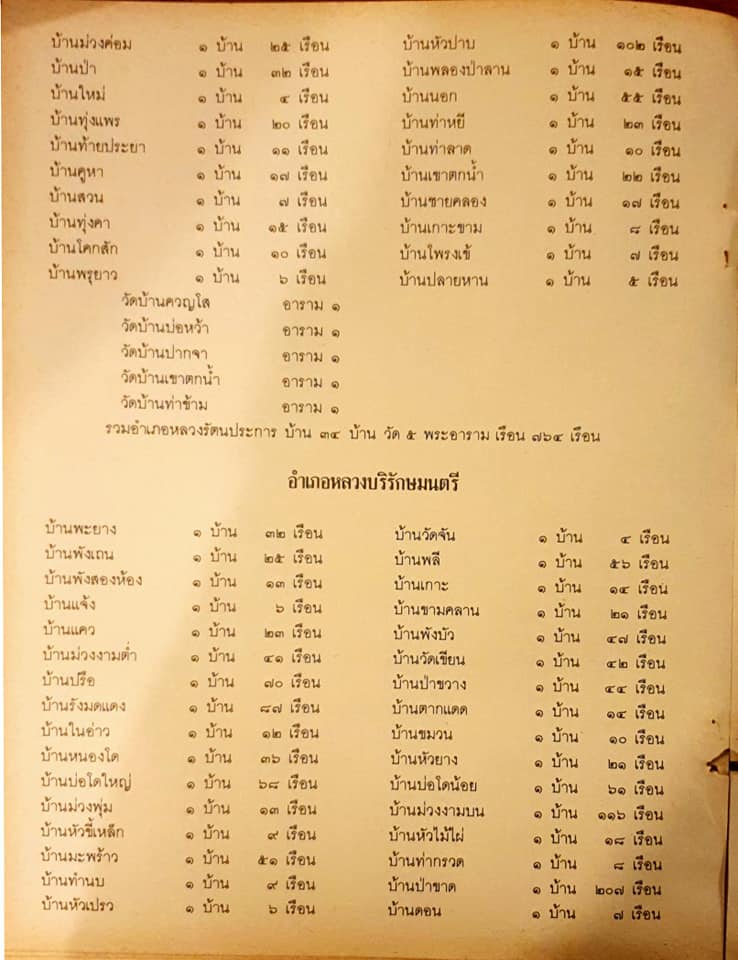 บ้านม่วงค่อม ๑ บ้าน ๒๕ เรือน บ้านหัวปาบ ๑ บ้าน ๑๐๒ เรือน
บ้านป่า ๑ บ้าน ๓๒ เรือน บ้านพลองป่าลาน ๑ บ้าน ๑๕ เรือน
บ้านใหม่ ๑ บ้าน ๔ เรือน บ้านนอก ๑ บ้าน ๕๕ เรือน
บ้านทุ่งแพร ๑ บ้าน ๒๐ เรือน บ้านท่าหยี ๑ บ้าน ๒๓ เรือน
บ้านท้ายประยา ๑ บ้าน ๑๑ เรือน บ้านท่าลาด ๑ บ้าน ๑๐ เรือน
บ้านคูหา ๑ บ้าน ๑๗ เรือน บ้านเขาตกน้ำ ๑ บ้าน ๒๒ เรือน
บ้านสวน ๑ บ้าน ๗ เรือน บ้านชายคลอง ๑ บ้าน ๑๗ เรือน
บ้านทุ่งคา ๑ บ้าน ๑๕ เรือน บ้านเกาะขาม ๑ บ้าน ๘ เรือน
บ้านโคกสัก ๑ บ้าน ๑๐ เรือน บ้านโพรงเข้ ๑ บ้าน ๗ เรือน
บ้านพรุยาว ๑ บ้าน ๖ เรือน บ้านปลายหาน ๑ บ้าน ๕ เรือน
วัดบ้านควญโส อาราม ๑
วัดบ้านบ่อหว้า อาราม ๑
วัดบ้านปากจา อาราม ๑
วัดบ้านเขาตกน้ำ อาราม ๑
วัดบ้านท่าข้าม อาราม ๑
รวมอำเภอหลวงรัตนประการ บ้าน ๓๔ บ้าน วัด ๕ พระอาราม เรือน ๗๖๔ เรือน
อำเภอหลวงบริรักษมนตรี
บ้านพะยาง ๑ บ้าน ๓๒ เรือน บ้านวัดจัน ๑ บ้าน ๔ เรือน
บ้านพังเถน ๑ บ้าน ๒๕ เรือน บ้านพลี ๑ บ้าน ๕๖ เรือน
บ้านพังสองห้อง ๑ บ้าน ๑๓ เรือน บ้านเกาะ ๑ บ้าน ๑๔ เรือน
บ้านแจ้ง ๑ บ้าน ๖ เรือน บ้านขามคลาน ๑ บ้าน ๒๑ เรือน
บ้านแคว ๑ บ้าน ๒๓ เรือน บ้านพังบัว ๑ บ้าน ๔๗ เรือน
บ้านม่วงงามต่ำ ๑ บ้าน ๔๑ เรือน บ้านวัดเขียน ๑ บ้าน ๔๒ เรือน
บ้านปรือ ๑ บ้าน ๗๐ เรือน บ้านป่าขวาง ๑ บ้าน ๔๔ เรือน
บ้านรังมดแดง ๑ บ้าน ๘๗ เรือน บ้านตากแดด ๑ บ้าน ๑๔ เรือน
บ้านในอ่าว ๑ บ้าน ๑๒ เรือน บ้านขมวน ๑ บ้าน ๑๐ เรือน
บ้านหนองโด ๑ บ้าน ๓๖ เรือน บ้านหัวยาง ๑ บ้าน ๒๑ เรือน
บ้านบ่อโดใหญ่ ๑ บ้าน ๖๘ เรือน บ้านบ่อโดน้อย ๑ บ้าน ๖๑ เรือน
บ้านม่วงพุ่ม ๑ บ้าน ๑๓ เรือน บ้านม่วงงามบน ๑ บ้าน ๑๑๖ เรือน
บ้านหัวขี้เหล็ก ๑ บ้าน ๙ เรือน บ้านหัวไม้ไผ่ ๑ บ้าน ๑๘ เรือน
บ้านมะพร้าว ๑ บ้าน ๕๑ เรือน บ้านท่ากรวด ๑ บ้าน ๘ เรือน
บ้านทำนบ ๑ บ้าน ๙ เรือน บ้านป่าขาด ๑ บ้าน ๒๐๗ เรือน
บ้านหัวเปรว ๑ บ้าน ๖ เรือน บ้านดอน ๑ บ้าน ๗ เรือน